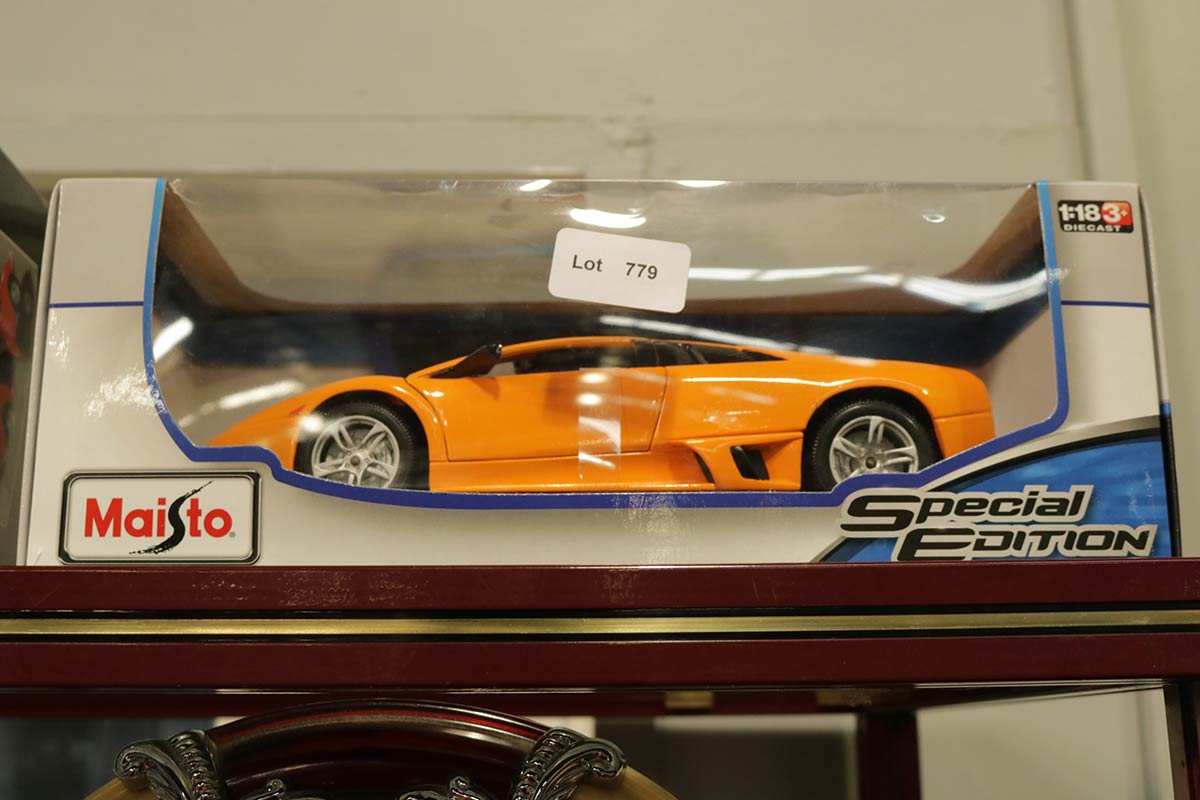 1:18 3+
DIECAST
Lot 779
Maisto
Special
Edition